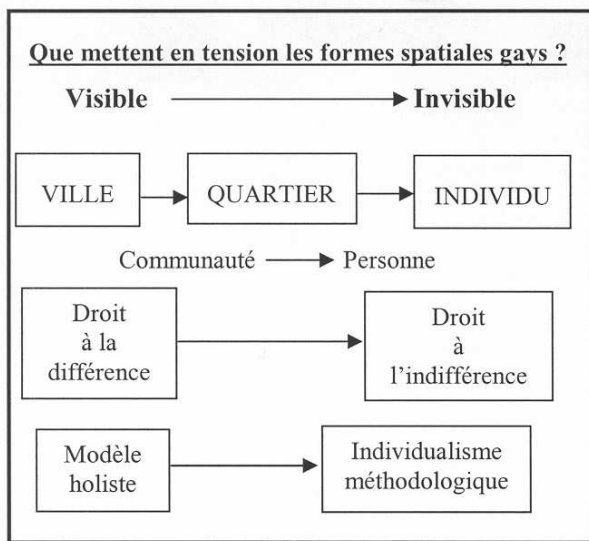 Que mettent en tension les formes spatiales gays ?
Visible Invisible
VILLE QUARTIER INDIVIDU
Communauté Personne
Droit
à la
différence
Droit
à
l'indifférence
Modèle
holiste
Individualisme
méthodologique